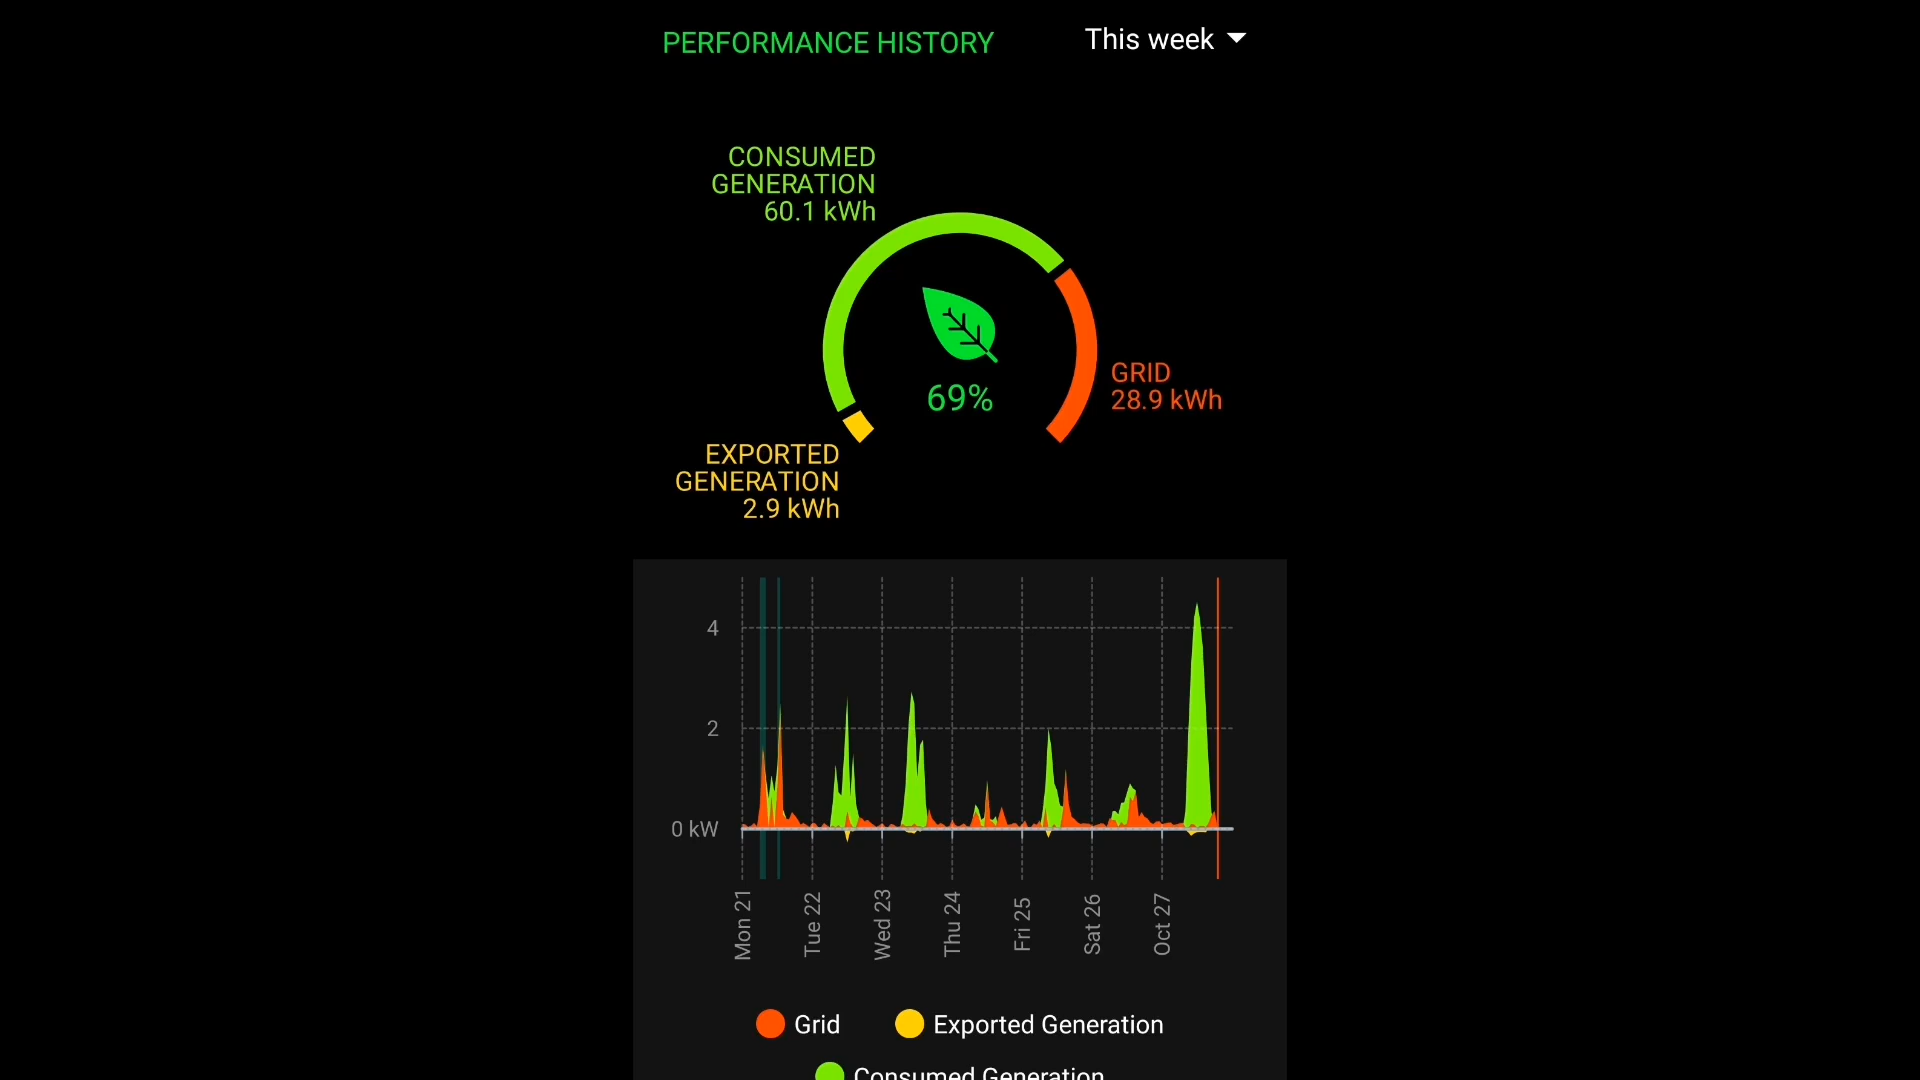 PERFORMANCE HISTORY
This week
CONSUMED
GENERATION
60.1 kWh
69%
GRID
28.9 kWh
EXPORTED
GENERATION
2.9 kWh
4
2
0 kW
Mon 21
Tue 22
Wed 23
Thu 24
Fri 25
Sat 26
Oct 27
Grid
Exported Generation
Consumed Generation